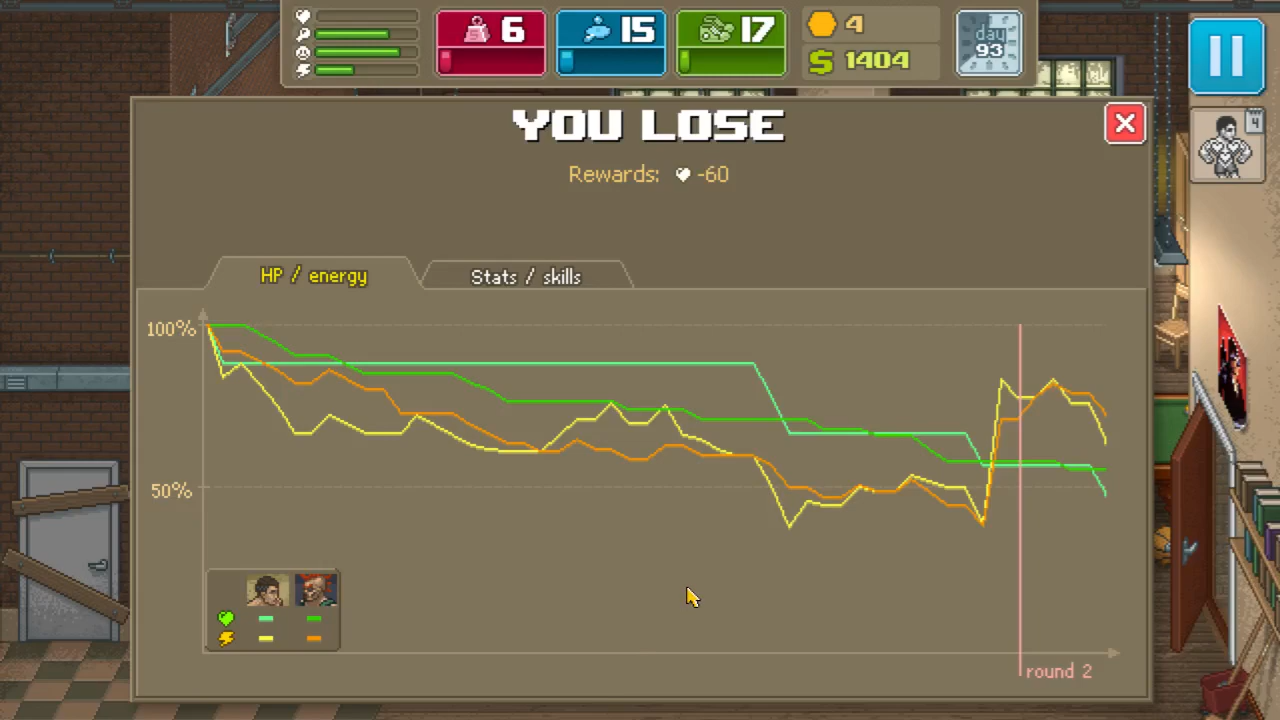 6
15
17
4
1404
day
93
4
YOU LOSE
Rewards: -60
HP / energy
Stats / skills
100%
50%
round 2